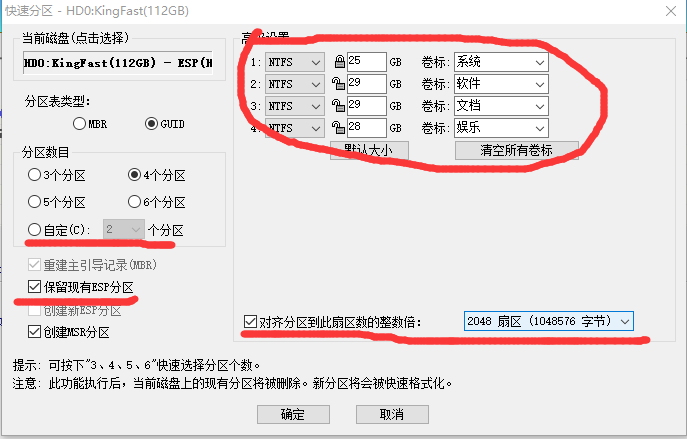 快速分区 - HD0:KingFast(112GB)
当前磁盘(点击选择)
HD0:KingFast(112GB) - ESP(H
分区表类型:
MBR GUID
分区数目
3个分区 4个分区
5个分区 6个分区
自定(C): 2 个分区
重建主引导记录(MBR)
保留现有ESP分区
创建新ESP分区
创建MSR分区
高级设置
1: NTFS 25 GB 卷标: 系统
2: NTFS 29 GB 卷标: 软件
3: NTFS 29 GB 卷标: 文档
4: NTFS 28 GB 卷标: 娱乐
默认大小 清空所有卷标
对齐分区到此扇区数的整数倍: 2048 扇区 (1048576 字节)
提示: 可按下"3、4、5、6"快速选择分区个数。
注意: 此功能执行后，当前磁盘上的现有分区将被删除。新分区将会被快速格式化。
确定 取消